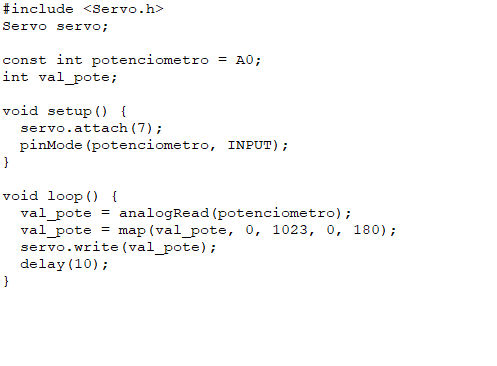 #include <Servo.h>
Servo servo;

const int potenciometro = A0;
int val_pote;

void setup() {
  servo.attach(7);
  pinMode(potenciometro, INPUT);
}

void loop() {
  val_pote = analogRead(potenciometro);
  val_pote = map(val_pote, 0, 1023, 0, 180);
  servo.write(val_pote);
  delay(10);
}